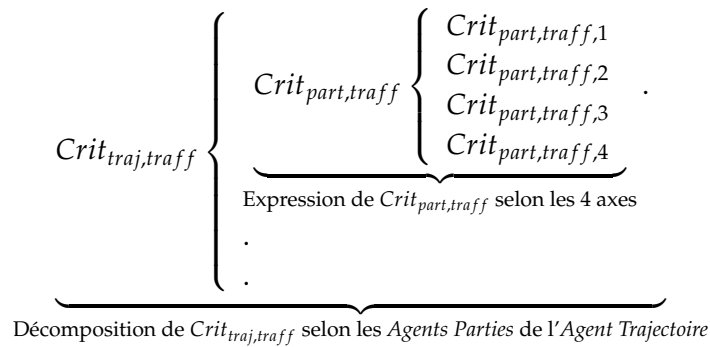 Crit_{part,traff,1}
Crit_{part,traff,2}
Crit_{part,traff} .
Crit_{part,traff,3}
Crit_{traj,traff} Crit_{part,traff,4}
Expression de Crit_{part,traff} selon les 4 axes
.
.
Décomposition de Crit_{traj,traff} selon les Agents Parties de l'Agent Trajectoire